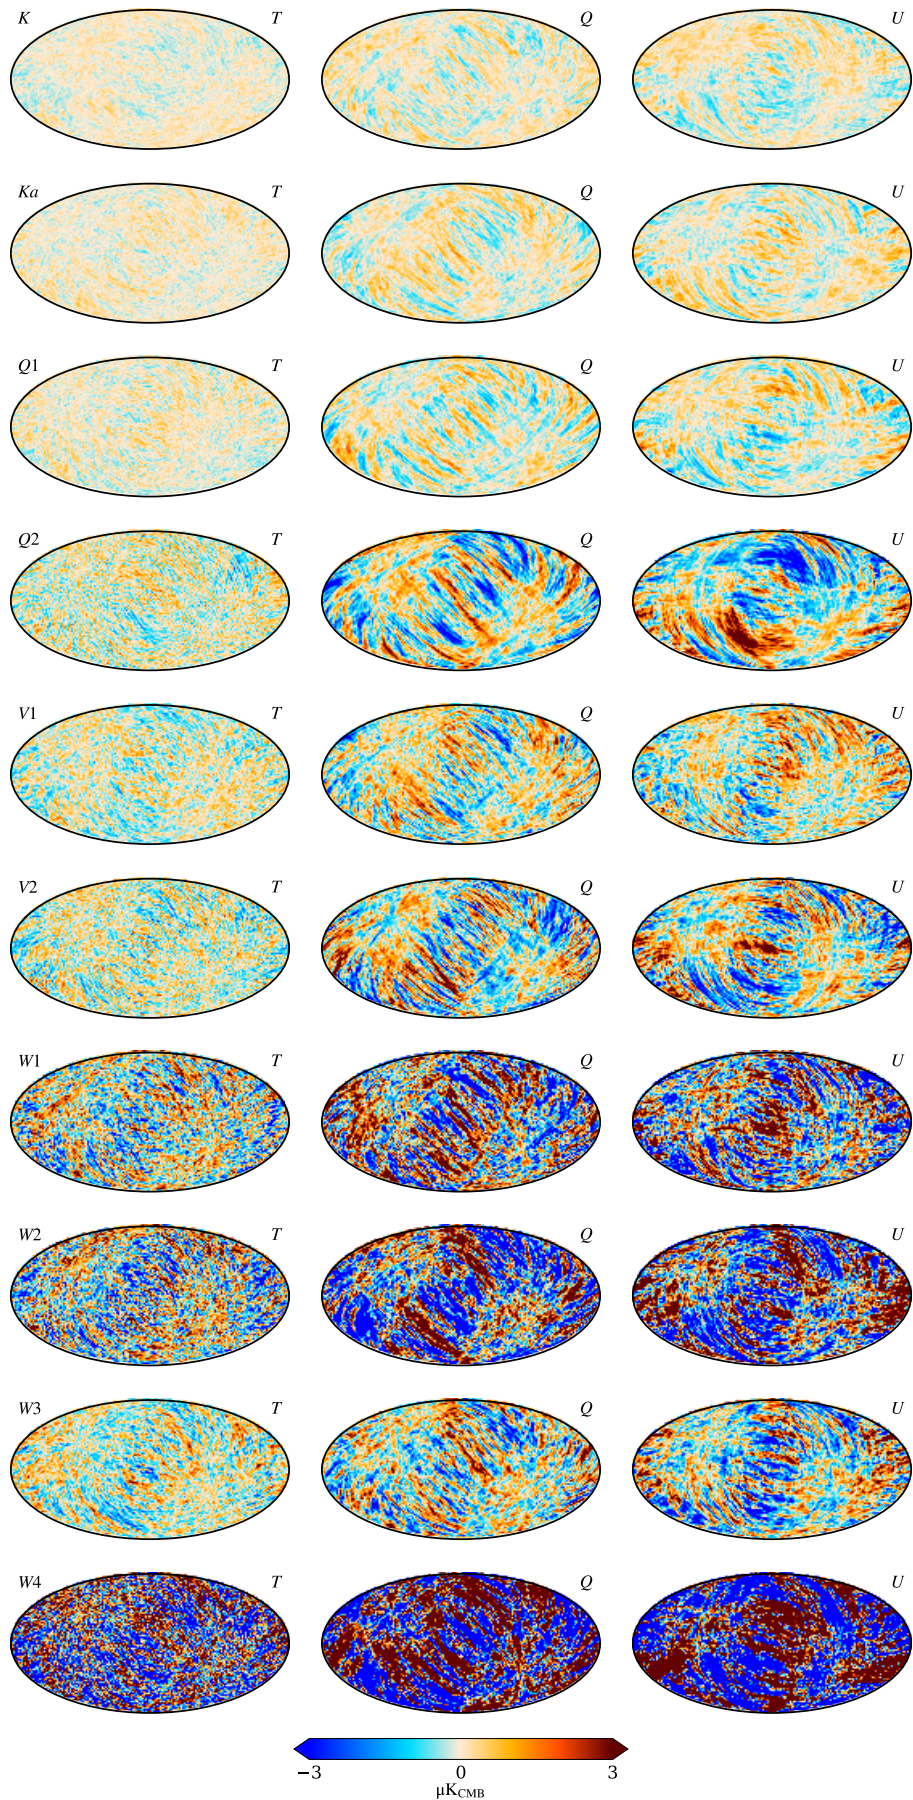 K T Q U
Ka T Q U
Q1 T Q U
Q2 T Q U
V1 T Q U
V2 T Q U
W1 T Q U
W2 T Q U
W3 T Q U
W4 T Q U
−3 0 3
μK_CMB